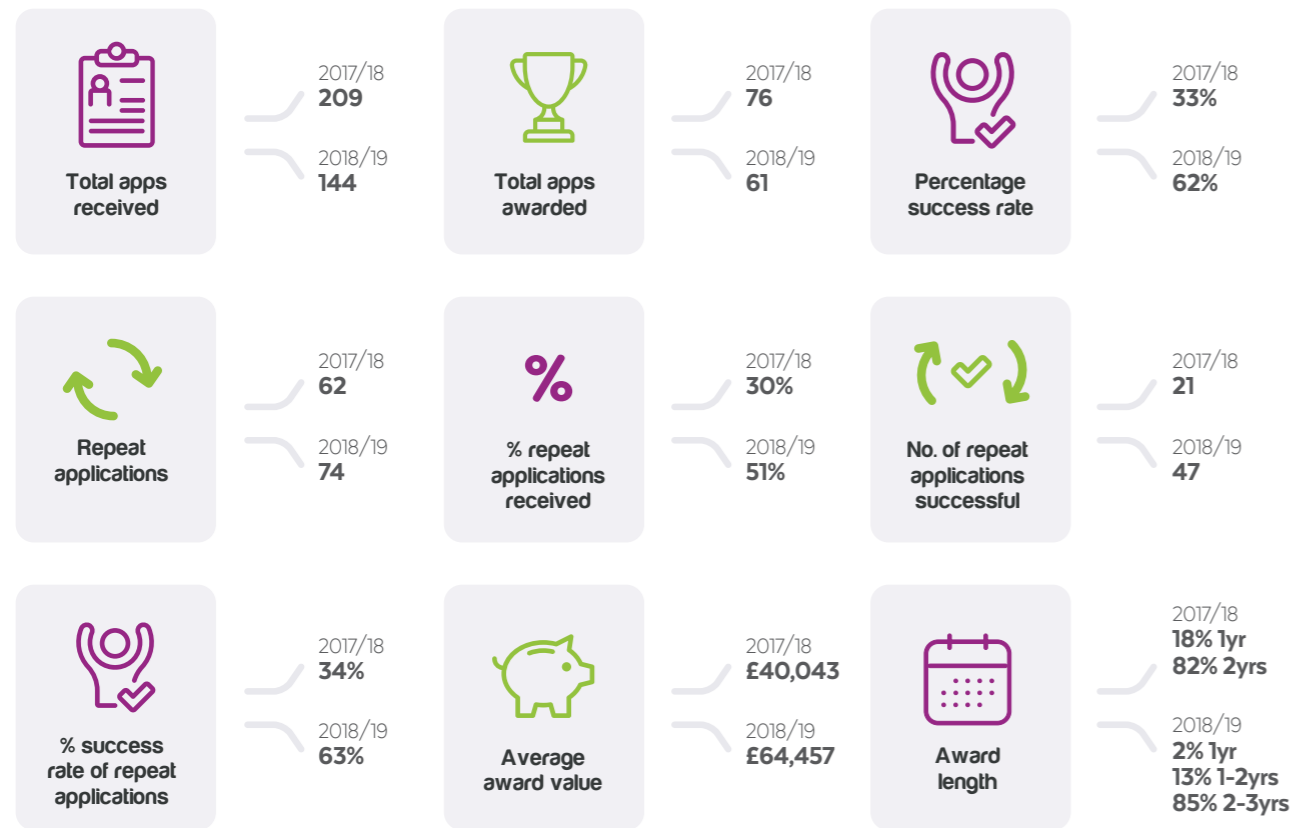 Total apps
received
2017/18
209
2018/19
144
Total apps
awarded
2017/18
76
2018/19
61
Percentage
success rate
2017/18
33%
2018/19
62%
Repeat
applications
2017/18
62
2018/19
74
%
% repeat
applications
received
2017/18
30%
2018/19
51%
No. of repeat
applications
successful
2017/18
21
2018/19
47
% success
rate of repeat
applications
2017/18
34%
2018/19
63%
Average
award value
2017/18
£40,043
2018/19
£64,457
Award
length
2017/18
18% 1yr
82% 2yrs
2018/19
2% 1yr
13% 1-2yrs
85% 2-3yrs